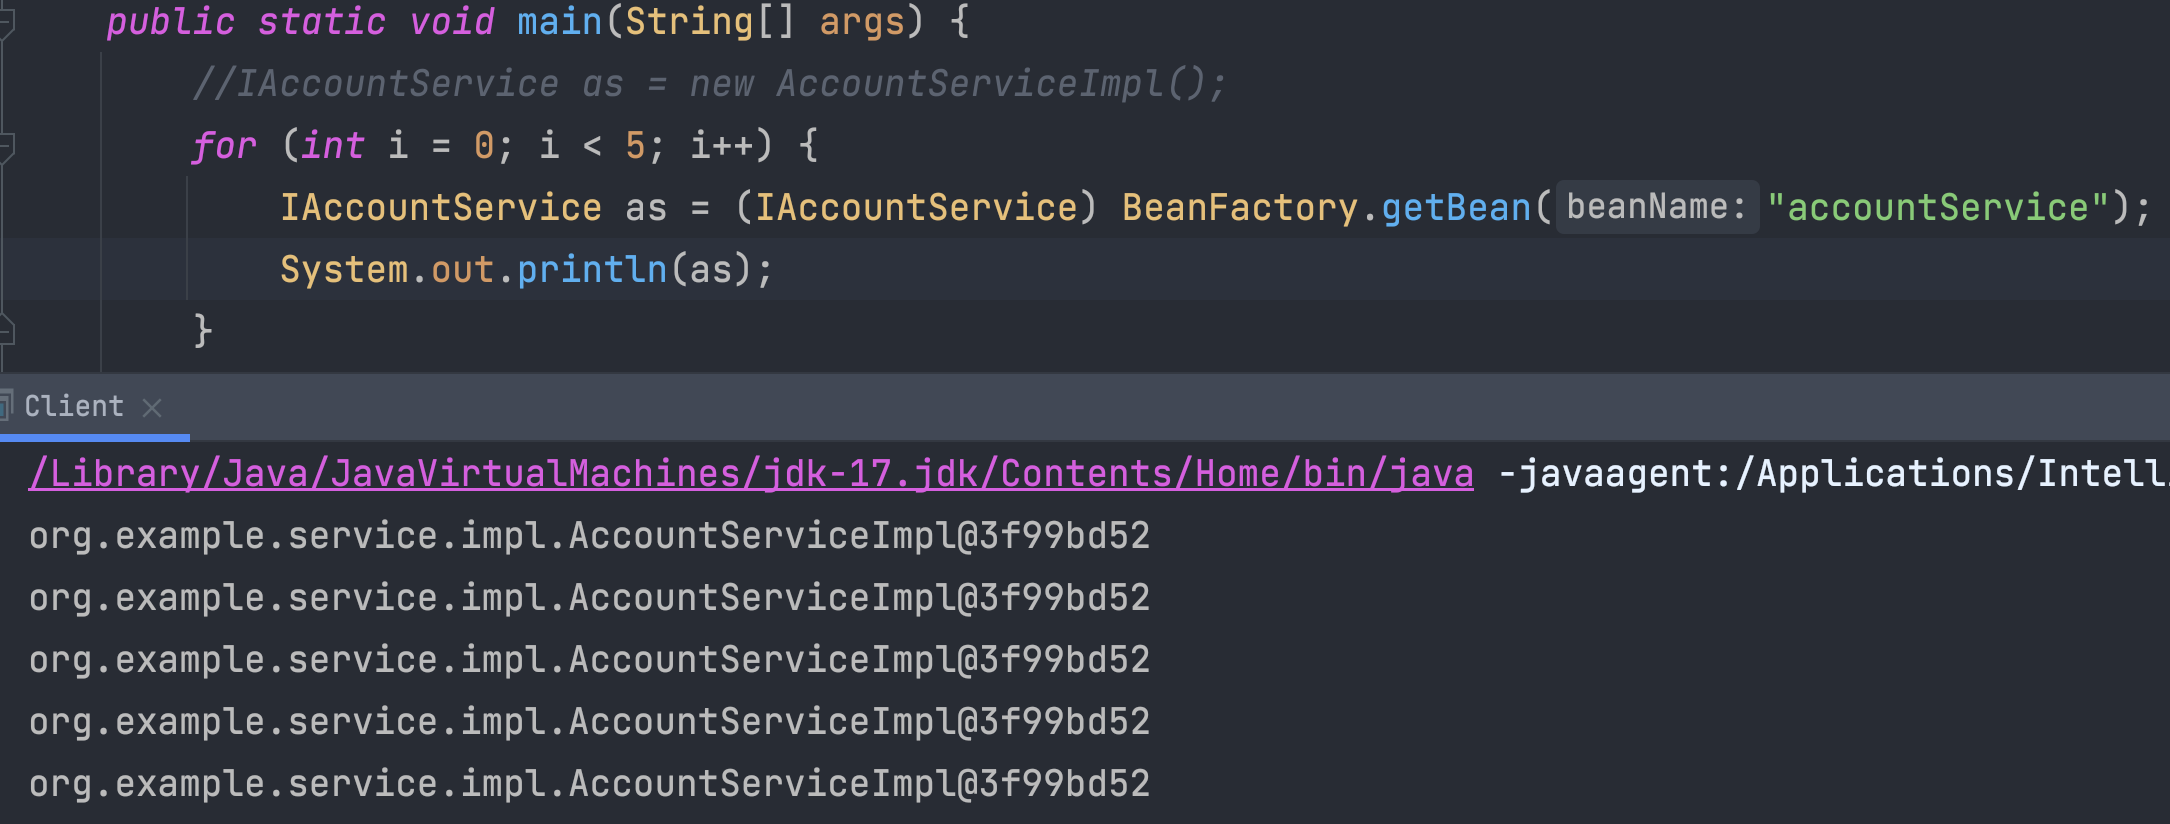 public static void main(String[] args) {
//IAccountService as = new AccountServiceImpl();
for (int i = 0; i < 5; i++) {
IAccountService as = (IAccountService) BeanFactory.getBean( beanName: "accountService");
System.out.println(as);
}
Client
/Library/Java/JavaVirtualMachines/jdk-17.jdk/Contents/Home/bin/java -javaagent:/Applications/Intell
org.example.service.impl.AccountServiceImpl@3f99bd52
org.example.service.impl.AccountServiceImpl@3f99bd52
org.example.service.impl.AccountServiceImpl@3f99bd52
org.example.service.impl.AccountServiceImpl@3f99bd52
org.example.service.impl.AccountServiceImpl@3f99bd52